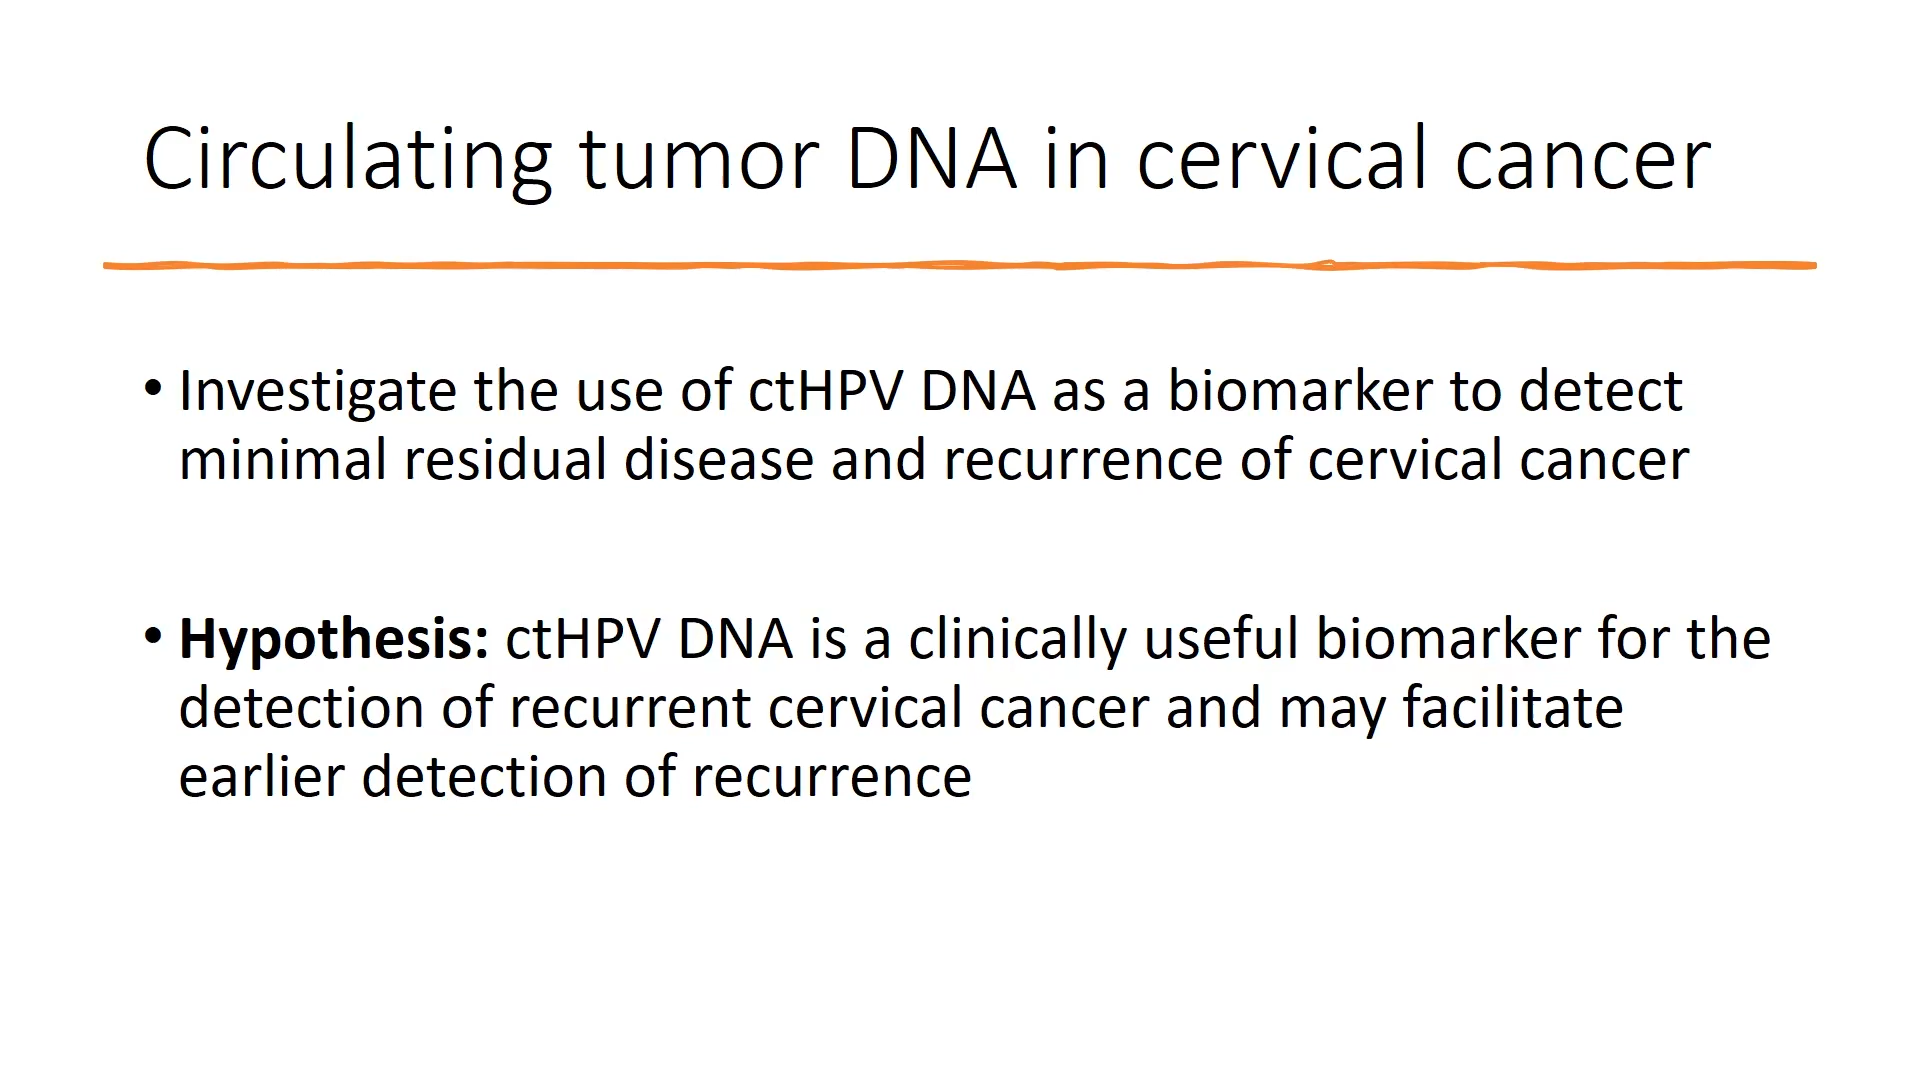 Circulating tumor DNA in cervical cancer
• Investigate the use of ctHPV DNA as a biomarker to detect
minimal residual disease and recurrence of cervical cancer
• Hypothesis: ctHPV DNA is a clinically useful biomarker for the
detection of recurrent cervical cancer and may facilitate
earlier detection of recurrence